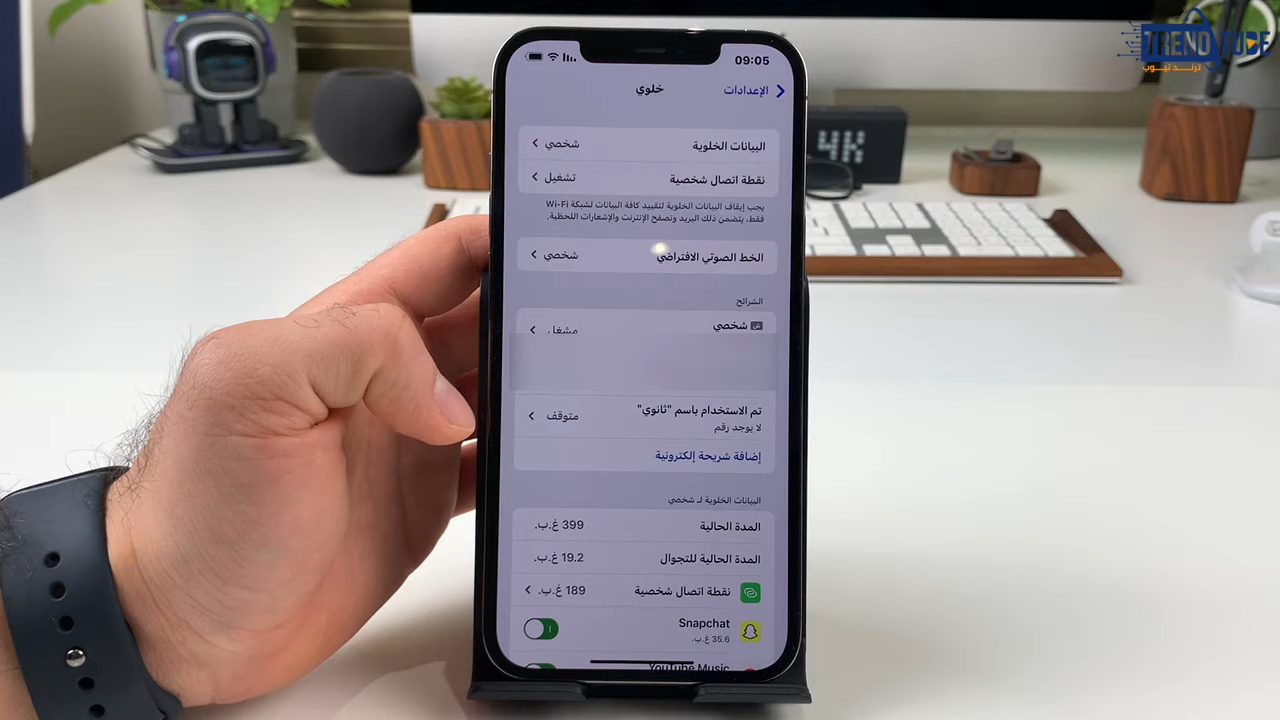 TREND TUBE
ترند تيوب
09:05
الإعدادات
خلوي
البيانات الخلوية
شخصي
نقطة اتصال شخصية
تشغيل
يجب إيقاف البيانات الخلوية لتقييد كافة البيانات لشبكة Wi-Fi
فقط، يتضمن ذلك البريد وتصفح الإنترنت والإشعارات اللحظية.
الخط الصوتي الافتراضي
شخصي
الشرائح
شخصي
مشغل
تم الاستخدام باسم "ثانوي"
لا يوجد رقم
متوقف
إضافة شريحة إلكترونية
البيانات الخلوية لـ شخصي
المدة الحالية
399 غ.ب.
المدة الحالية للتجوال
19.2 غ.ب.
نقطة اتصال شخصية
189 غ.ب.
Snapchat
35.6 غ.ب.
YouTube Music
4K